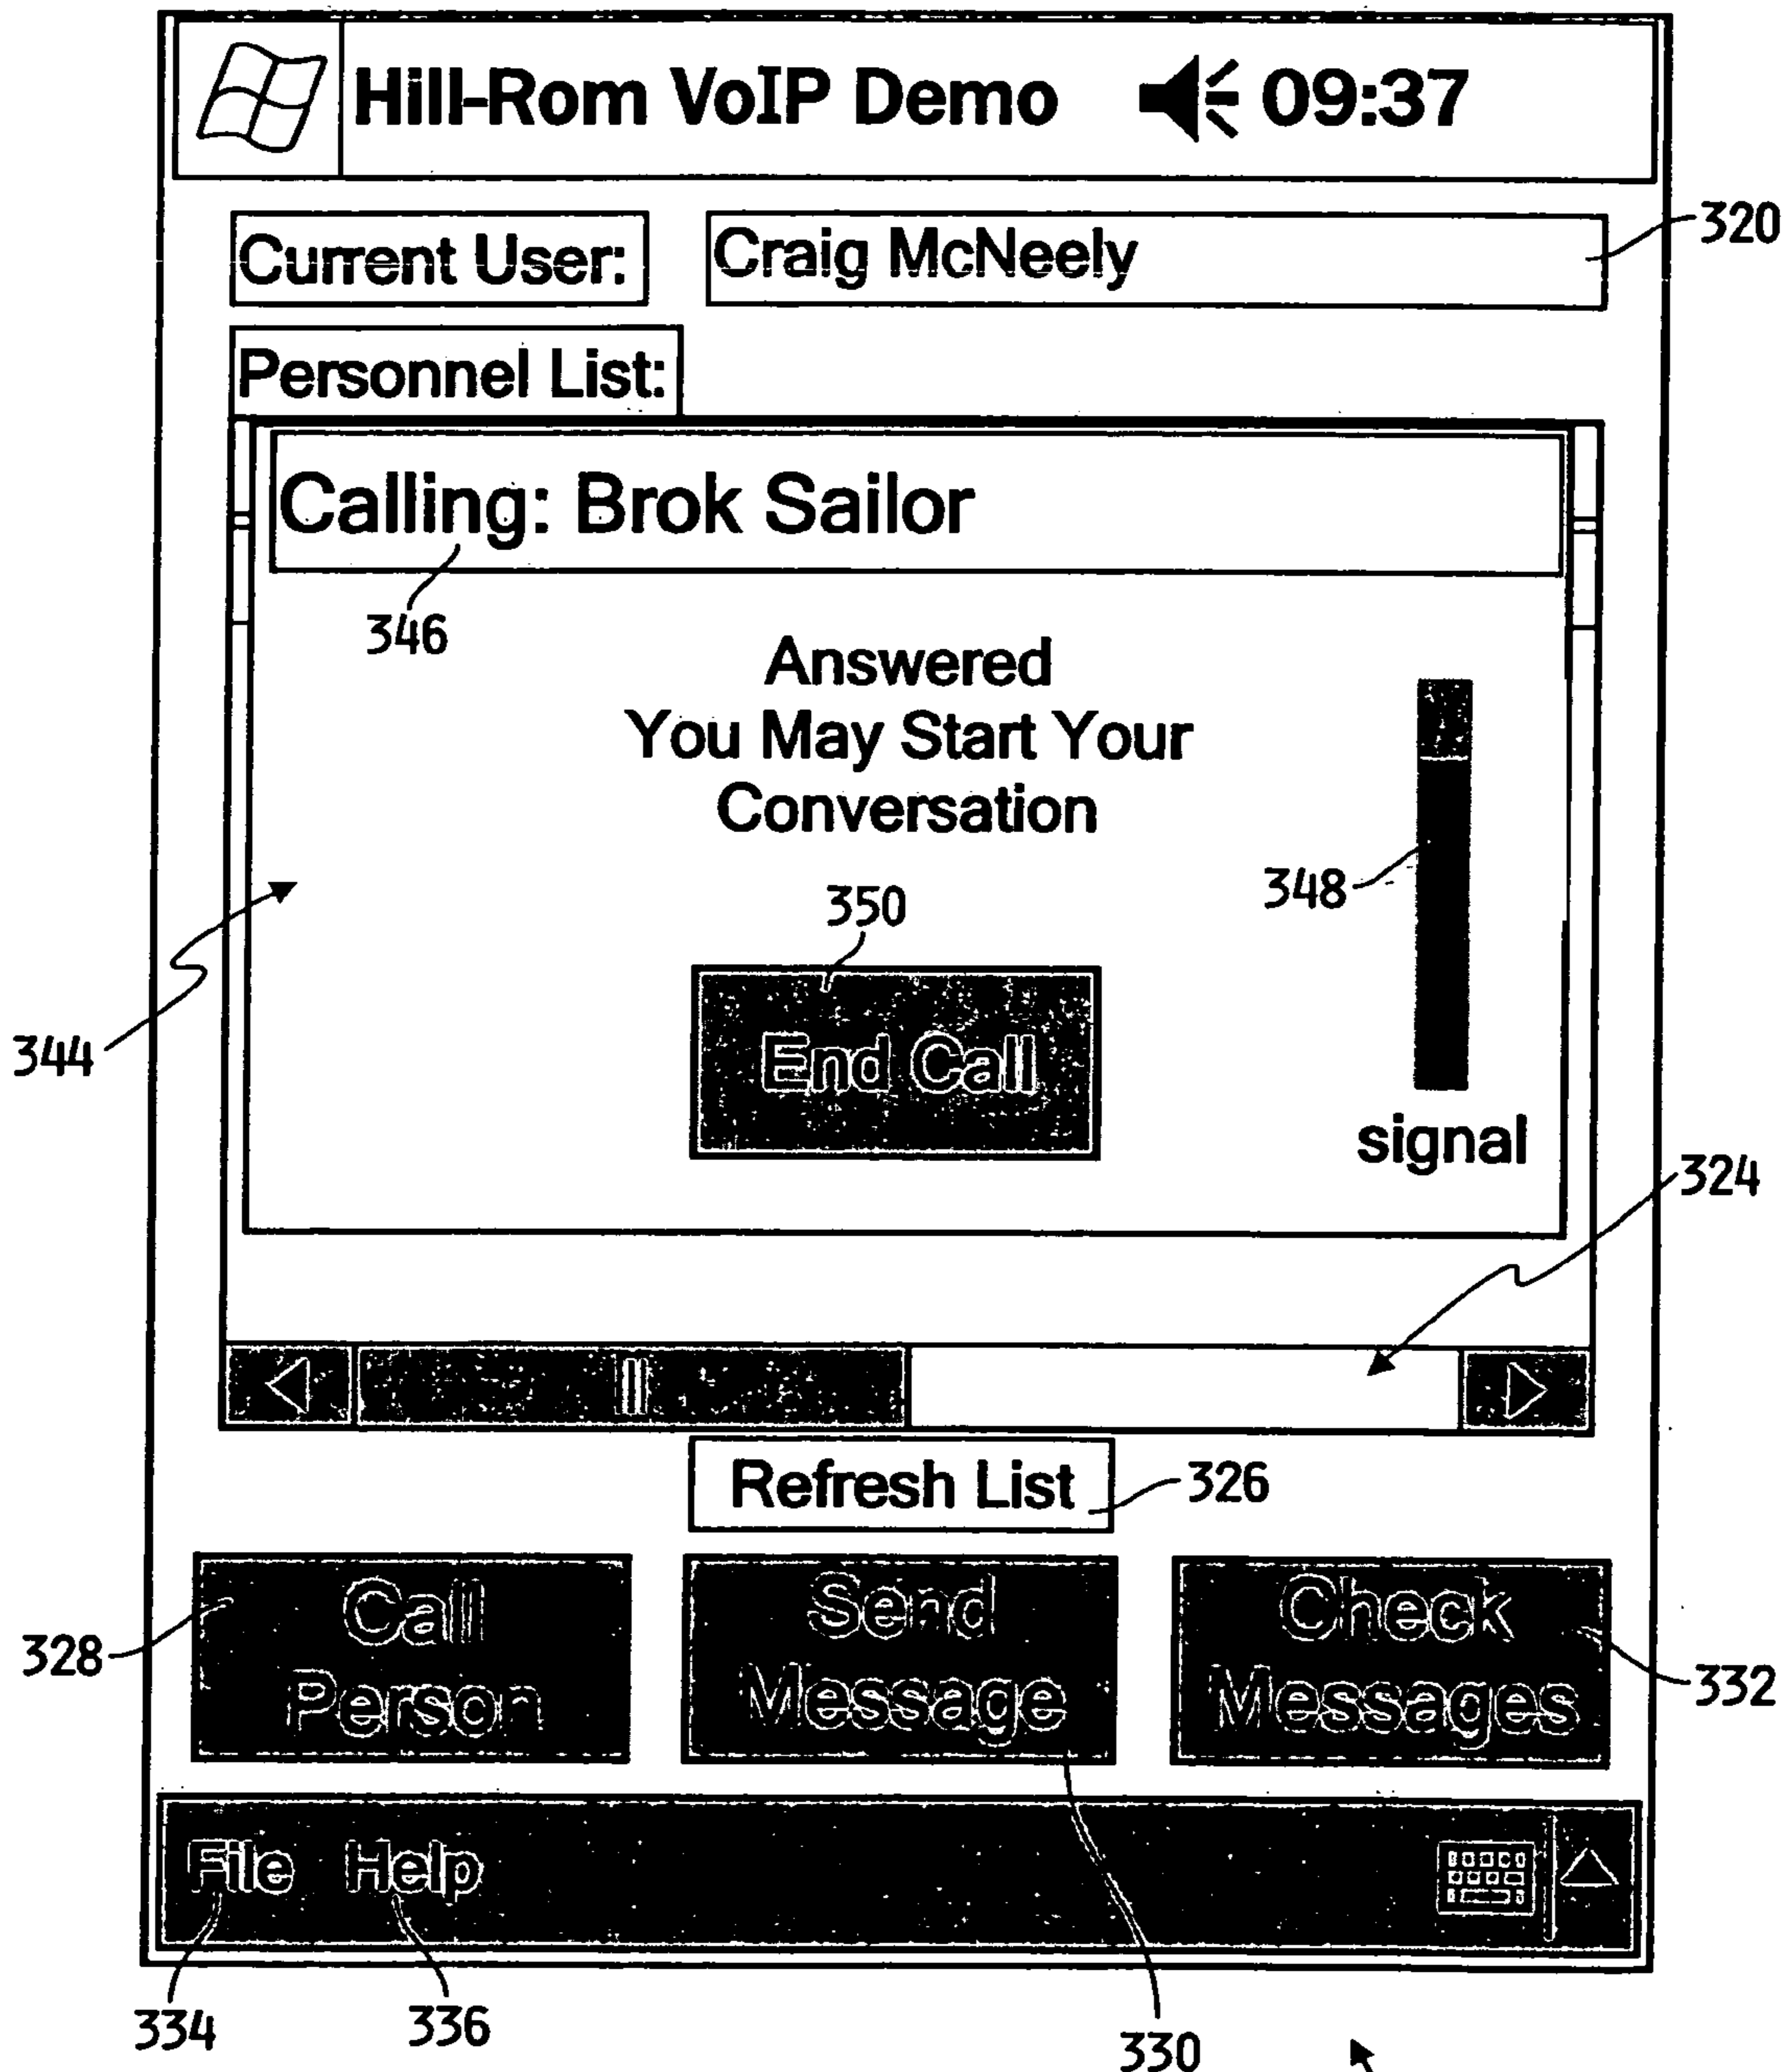 Hill-Rom VoIP Demo 09:37
320
Current User: Craig McNeely
Personnel List:
Calling: Brok Sailor
346
Answered
You May Start Your
Conversation
348
350
344
End Call
signal
324
Refresh List 326
328
Call
Person
Send
Message
Check
Messages
332
File Help
334 336 330